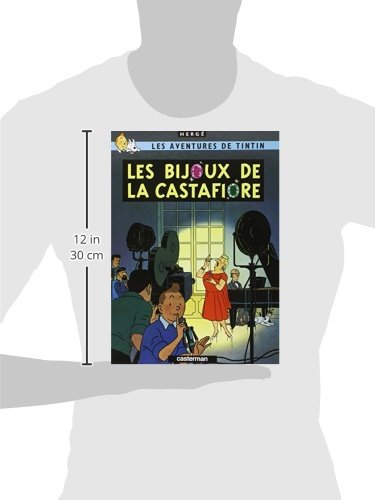 HERGÉ
LES AVENTURES DE TINTIN
LES BIJOUX DE
LA CASTAFIORE
12 in
30 cm
casterman